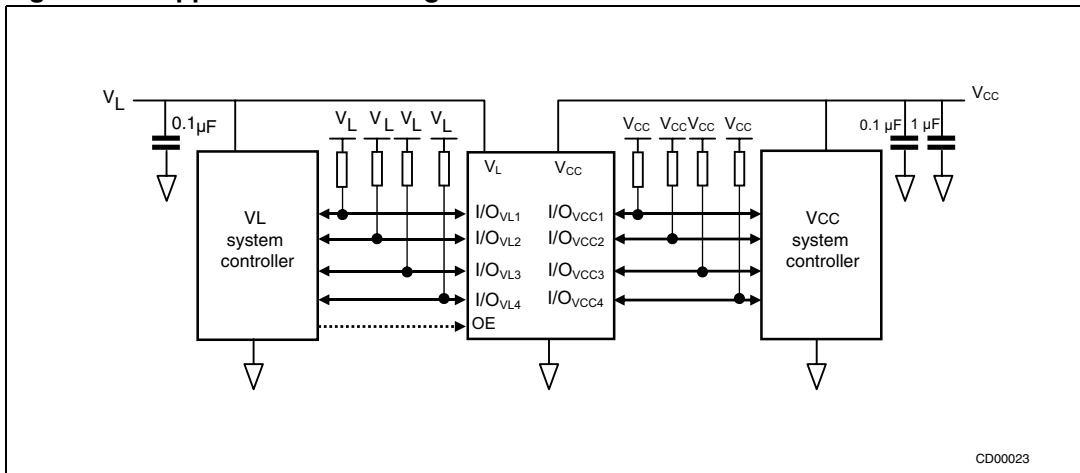 V_L
0.1µF
V_L V_L V_L V_L
V_CC V_CC V_CC V_CC
0.1 µF 1 µF
V_CC
VL
system
controller
V_L V_CC
I/O_VL1 I/O_VCC1
I/O_VL2 I/O_VCC2
I/O_VL3 I/O_VCC3
I/O_VL4 I/O_VCC4
OE
VCC
system
controller
CD00023